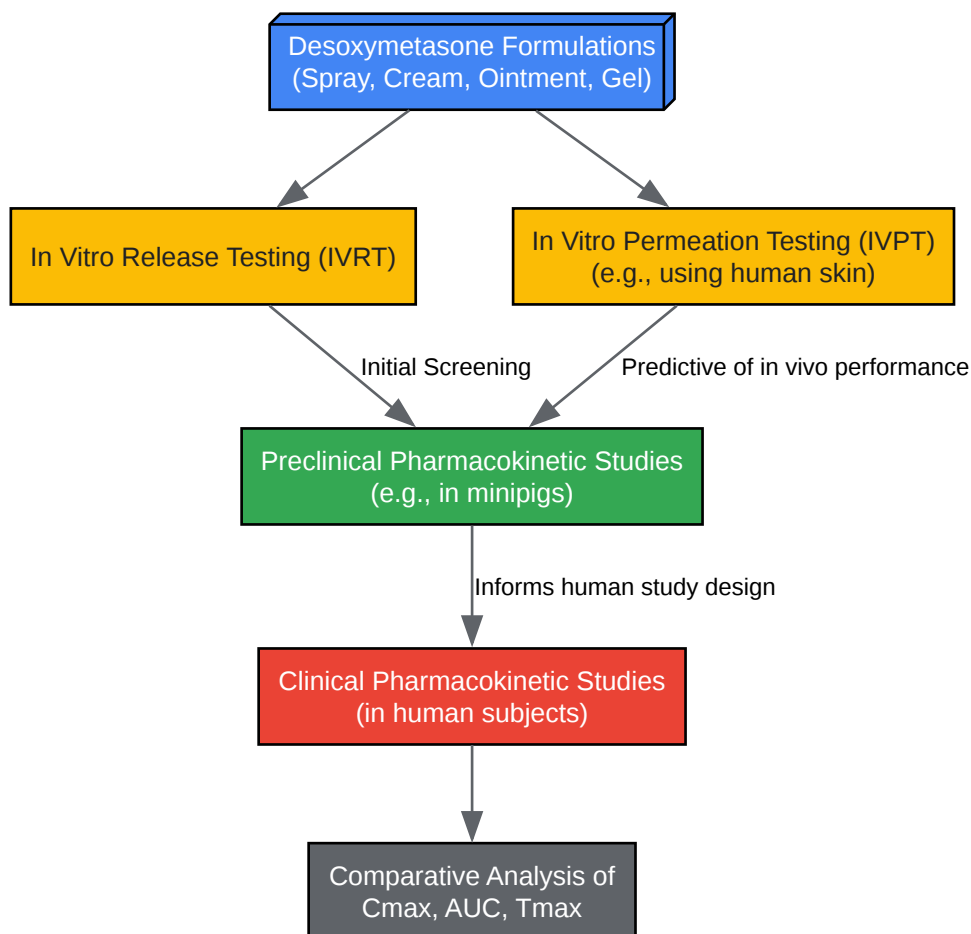 Desoxymetasone Formulations
(Spray, Cream, Ointment, Gel)
In Vitro Release Testing (IVRT)
In Vitro Permeation Testing (IVPT)
(e.g., using human skin)
Initial Screening
Predictive of in vivo performance
Preclinical Pharmacokinetic Studies
(e.g., in minipigs)
Informs human study design
Clinical Pharmacokinetic Studies
(in human subjects)
Comparative Analysis of
Cmax, AUC, Tmax